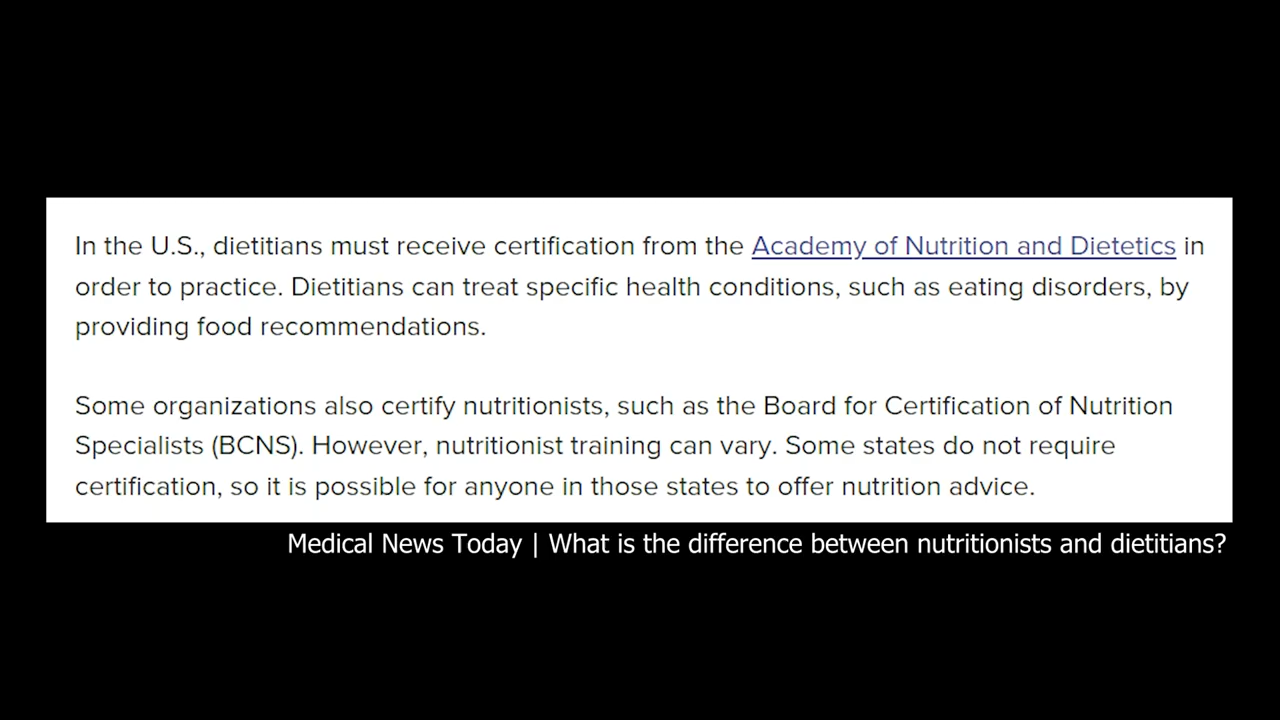 In the U.S., dietitians must receive certification from the Academy of Nutrition and Dietetics in
order to practice. Dietitians can treat specific health conditions, such as eating disorders, by
providing food recommendations.
Some organizations also certify nutritionists, such as the Board for Certification of Nutrition
Specialists (BCNS). However, nutritionist training can vary. Some states do not require
certification, so it is possible for anyone in those states to offer nutrition advice.
Medical News Today | What is the difference between nutritionists and dietitians?